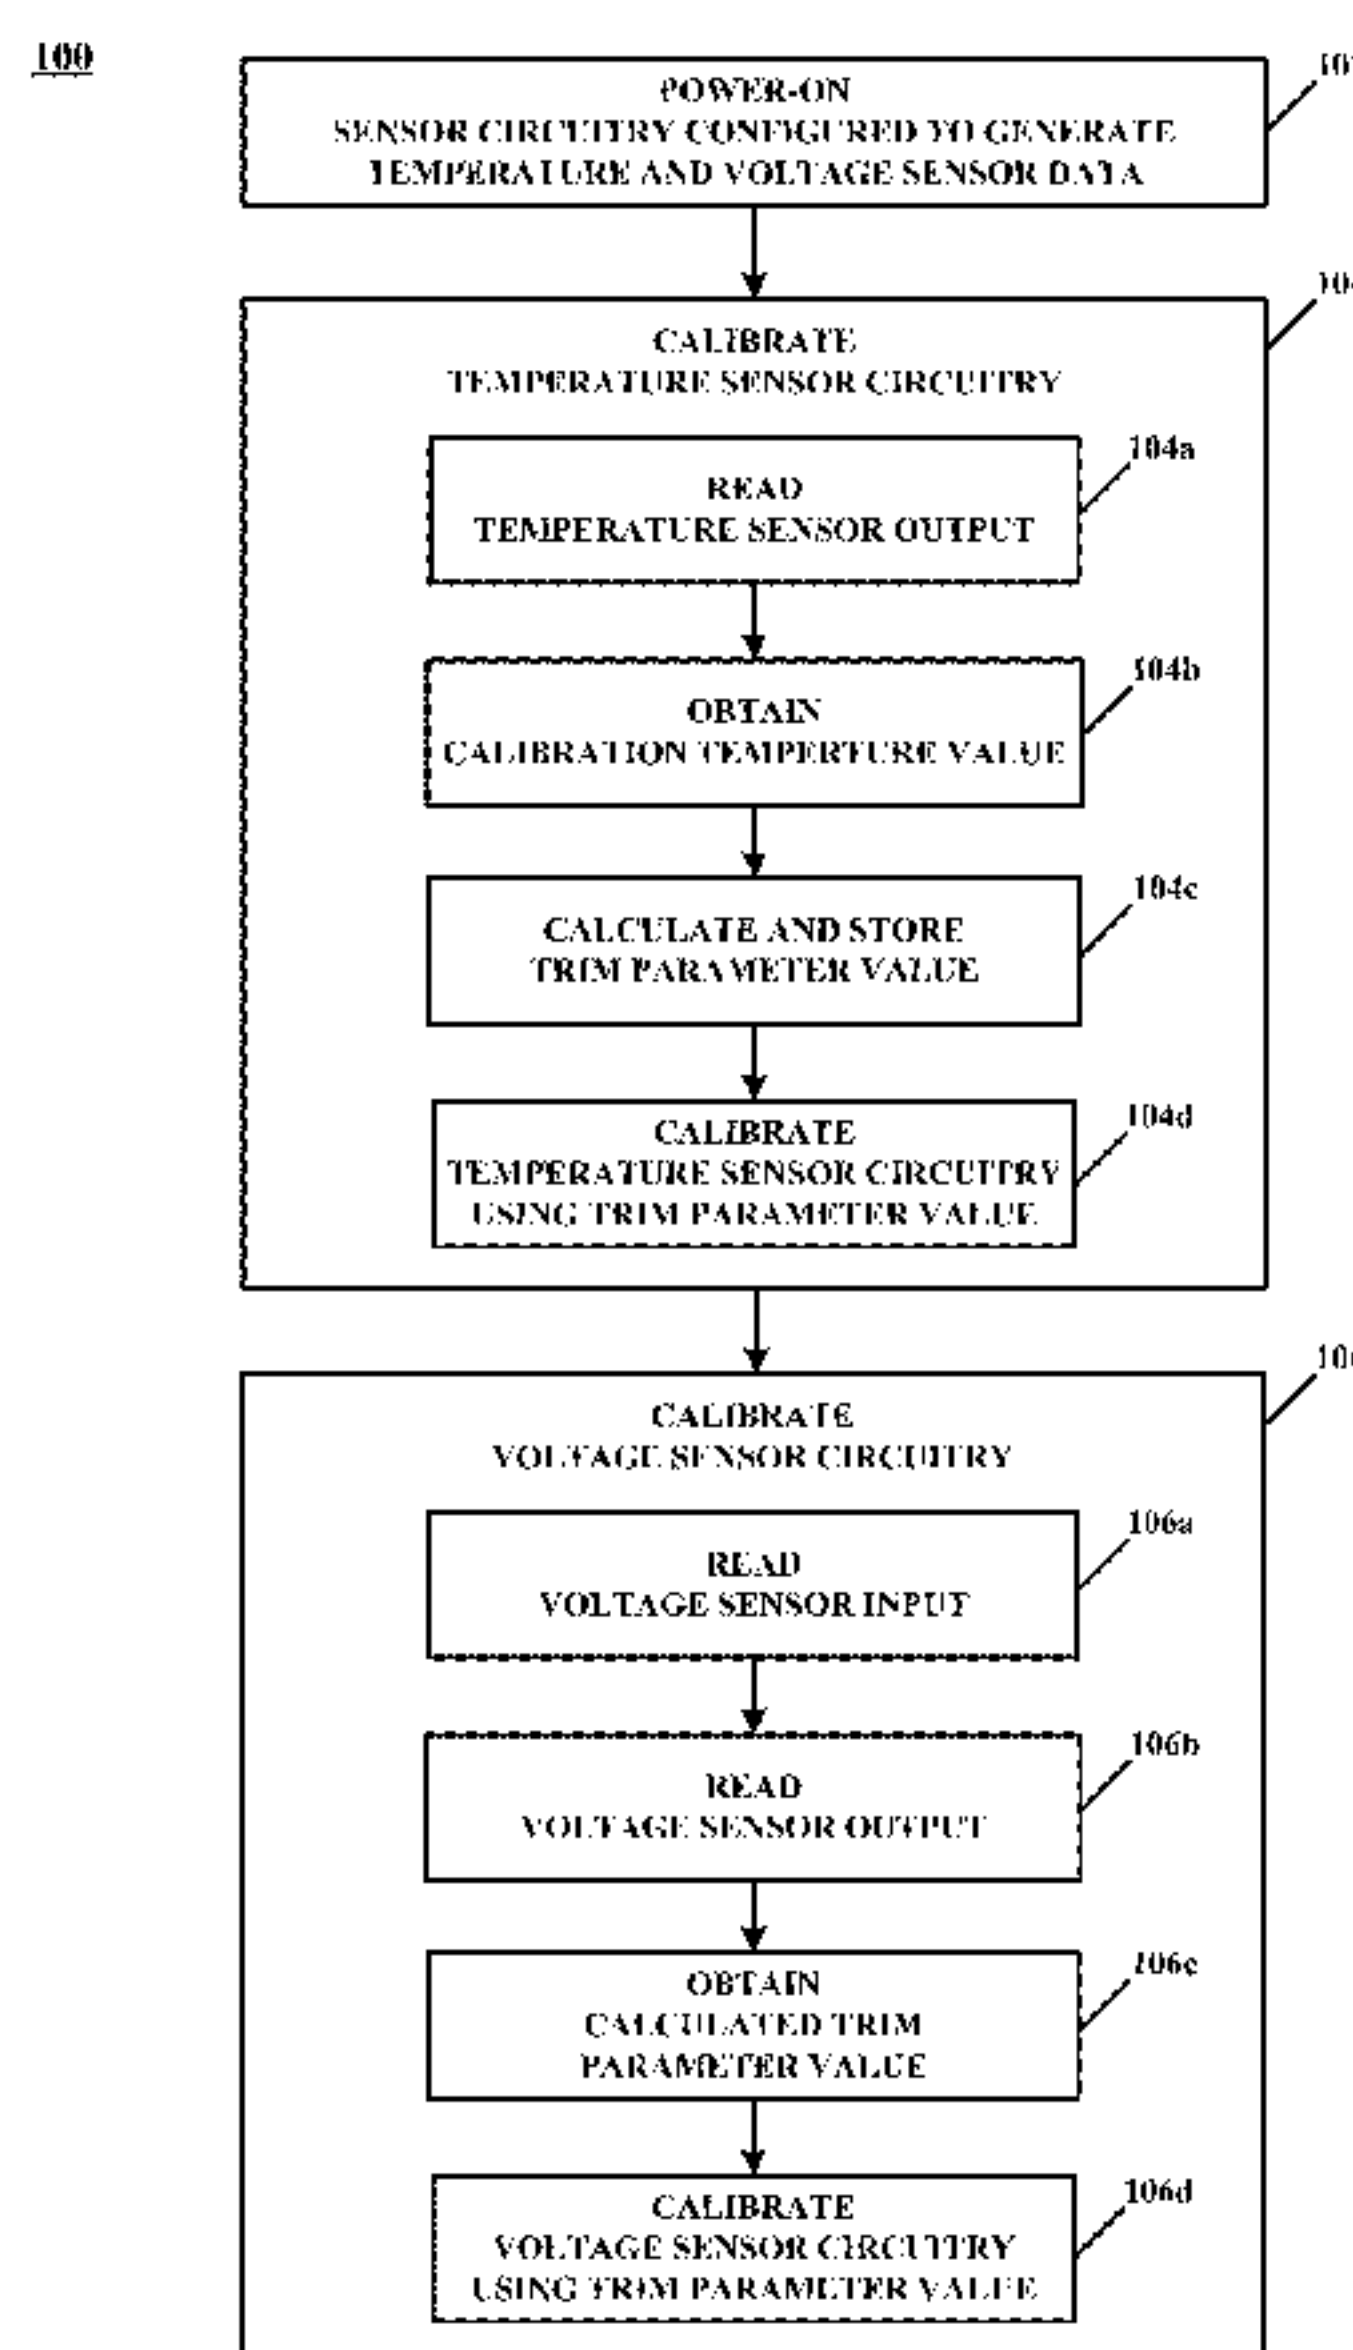 100
POWER-ON
SENSOR CIRCUITRY CONFIGURED TO GENERATE
TEMPERATURE AND VOLTAGE SENSOR DATA
CALIBRATE
TEMPERATURE SENSOR CIRCUITRY
104a
READ
TEMPERATURE SENSOR OUTPUT
104b
OBTAIN
CALIBRATION TEMPERTURE VALUE
104c
CALCULATE AND STORE
TRIM PARAMETER VALUE
104d
CALIBRATE
TEMPERATURE SENSOR CIRCUITRY
USING TRIM PARAMETER VALUE
CALIBRATE
VOLTAGE SENSOR CIRCUITRY
106a
READ
VOLTAGE SENSOR INPUT
106b
READ
VOLTAGE SENSOR OUTPUT
106c
OBTAIN
CALCULATED TRIM
PARAMETER VALUE
106d
CALIBRATE
VOLTAGE SENSOR CIRCUITRY
USING TRIM PARAMETER VALUE